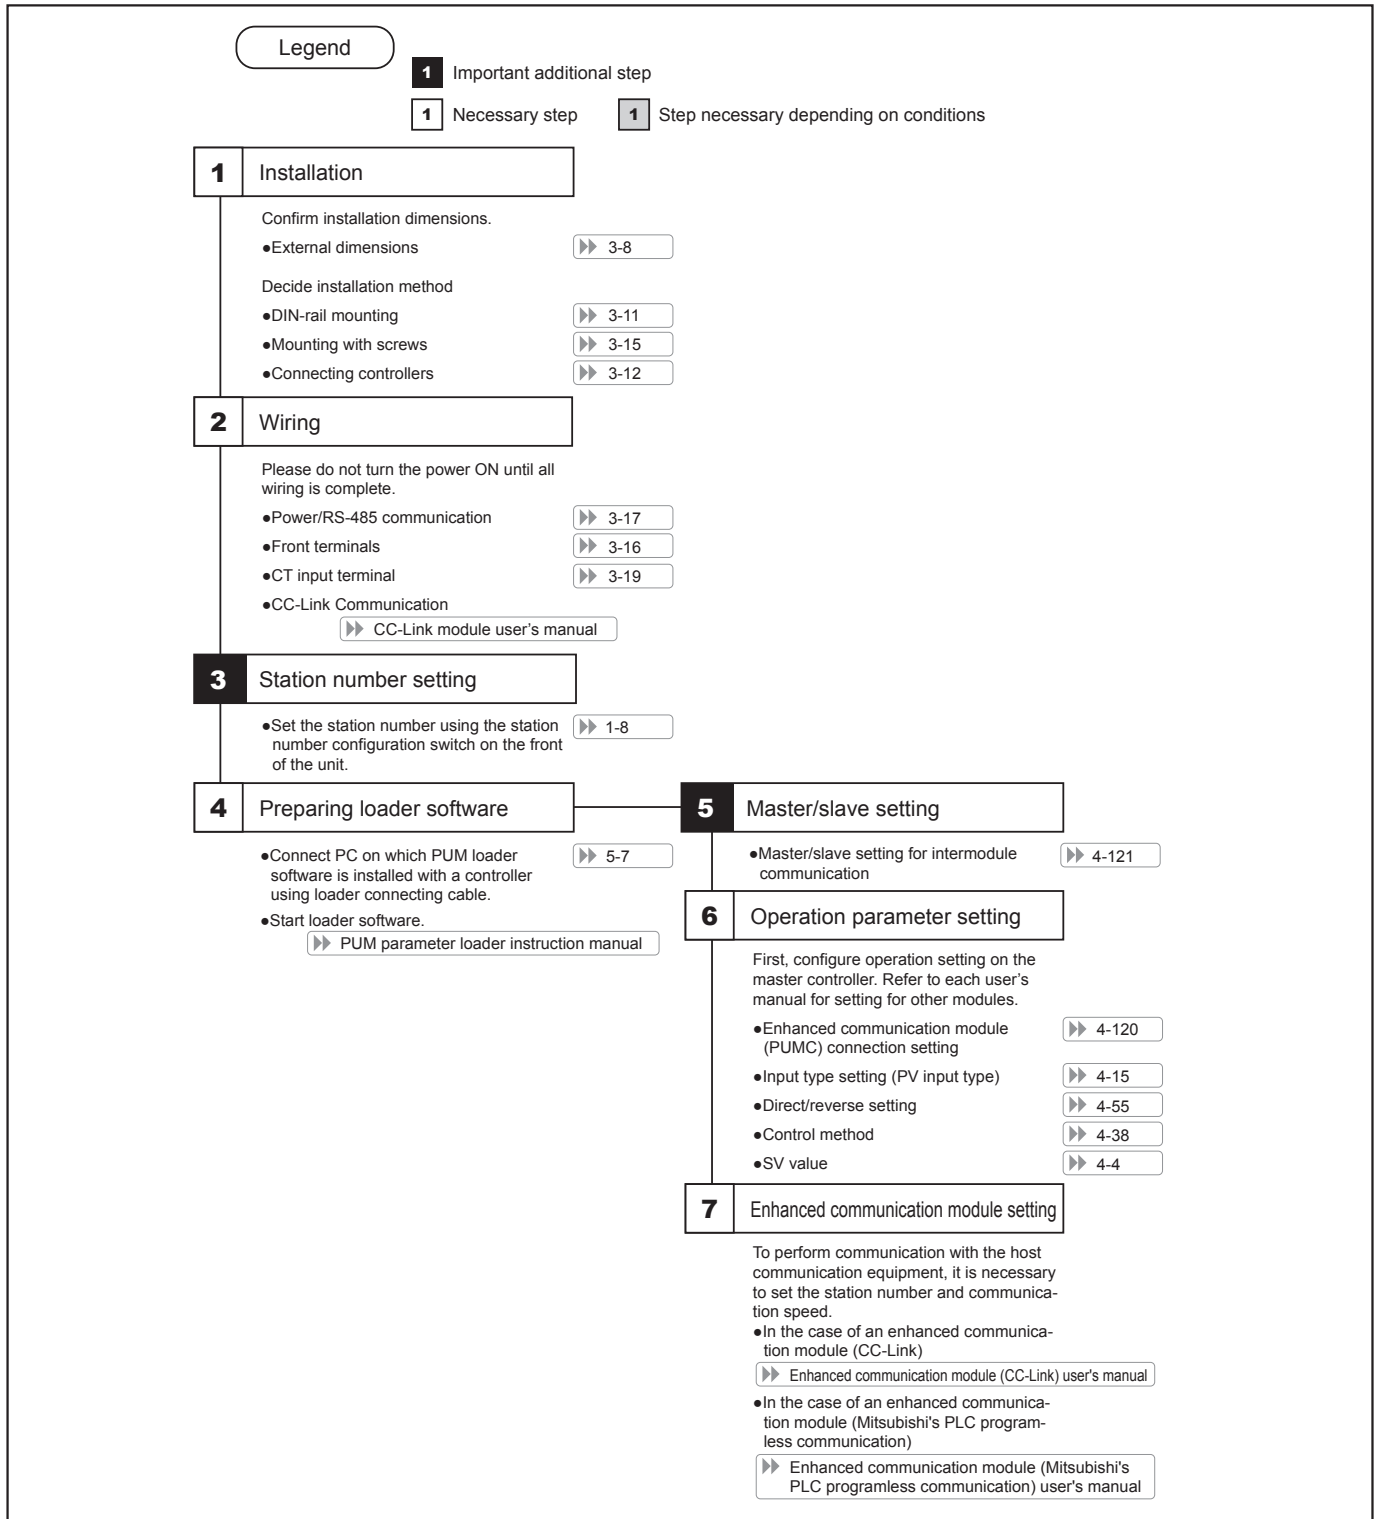 Legend
1 Important additional step
1 Necessary step
1 Step necessary depending on conditions
1 Installation
Confirm installation dimensions.
●External dimensions 3-8
Decide installation method
●DIN-rail mounting 3-11
●Mounting with screws 3-15
●Connecting controllers 3-12
2 Wiring
Please do not turn the power ON until all
wiring is complete.
●Power/RS-485 communication 3-17
●Front terminals 3-16
●CT input terminal 3-19
●CC-Link Communication
CC-Link module user’s manual
3 Station number setting
●Set the station number using the station 1-8
number configuration switch on the front
of the unit.
4 Preparing loader software
●Connect PC on which PUM loader 5-7
software is installed with a controller
using loader connecting cable.
●Start loader software.
PUM parameter loader instruction manual
5 Master/slave setting
●Master/slave setting for intermodule 4-121
communication
6 Operation parameter setting
First, configure operation setting on the
master controller. Refer to each user’s
manual for setting for other modules.
●Enhanced communication module 4-120
(PUMC) connection setting
●Input type setting (PV input type) 4-15
●Direct/reverse setting 4-55
●Control method 4-38
●SV value 4-4
7 Enhanced communication module setting
To perform communication with the host
communication equipment, it is necessary
to set the station number and communica-
tion speed.
●In the case of an enhanced communica-
tion module (CC-Link)
Enhanced communication module (CC-Link) user's manual
●In the case of an enhanced communica-
tion module (Mitsubishi's PLC program-
less communication)
Enhanced communication module (Mitsubishi's
PLC programless communication) user's manual